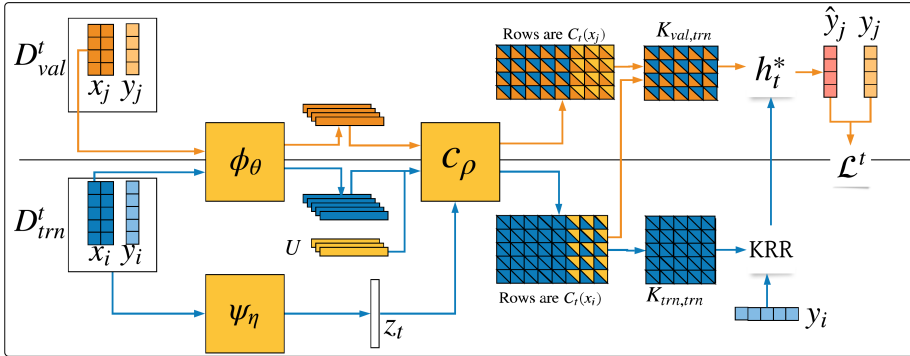 D^t_{val}
x_j
y_j
Rows are C_t(x_j)
K_{val,trn}
h^*_t
ŷ_j
y_j
ϕ_θ
c_ρ
ℒ^t
D^t_{trn}
x_i
y_i
U
Rows are C_t(x_i)
K_{trn,trn}
KRR
y_i
ψ_η
z_t